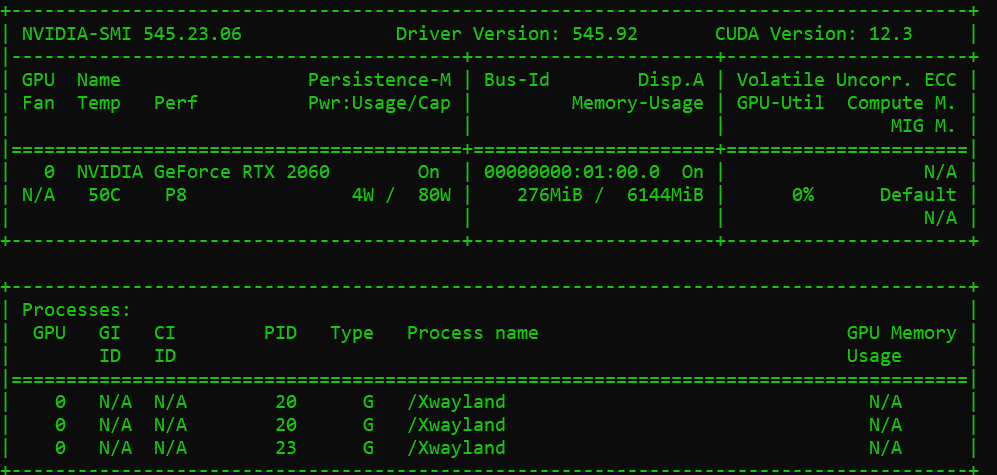 +-----------------------------------------------------------------------------------------+
| NVIDIA-SMI 545.23.06              Driver Version: 545.92       CUDA Version: 12.3     |
|-----------------------------------------+----------------------+----------------------+
| GPU  Name                 Persistence-M | Bus-Id        Disp.A | Volatile Uncorr. ECC |
| Fan  Temp   Perf          Pwr:Usage/Cap |         Memory-Usage | GPU-Util  Compute M. |
|                                         |                      |               MIG M. |
|=========================================+======================+======================|
|   0  NVIDIA GeForce RTX 2060        On  | 00000000:01:00.0  On |                  N/A |
| N/A   50C    P8               4W /  80W |    276MiB /  6144MiB |      0%      Default |
|                                         |                      |                  N/A |
+-----------------------------------------+----------------------+----------------------+
+---------------------------------------------------------------------------------------+
| Processes:                                                                            |
|  GPU   GI   CI        PID   Type   Process name                            GPU Memory |
|        ID   ID                                                             Usage      |
|=======================================================================================|
|    0   N/A  N/A        20      G   /Xwayland                                 N/A      |
|    0   N/A  N/A        20      G   /Xwayland                                 N/A      |
|    0   N/A  N/A        23      G   /Xwayland                                 N/A      |
+---------------------------------------------------------------------------------------+